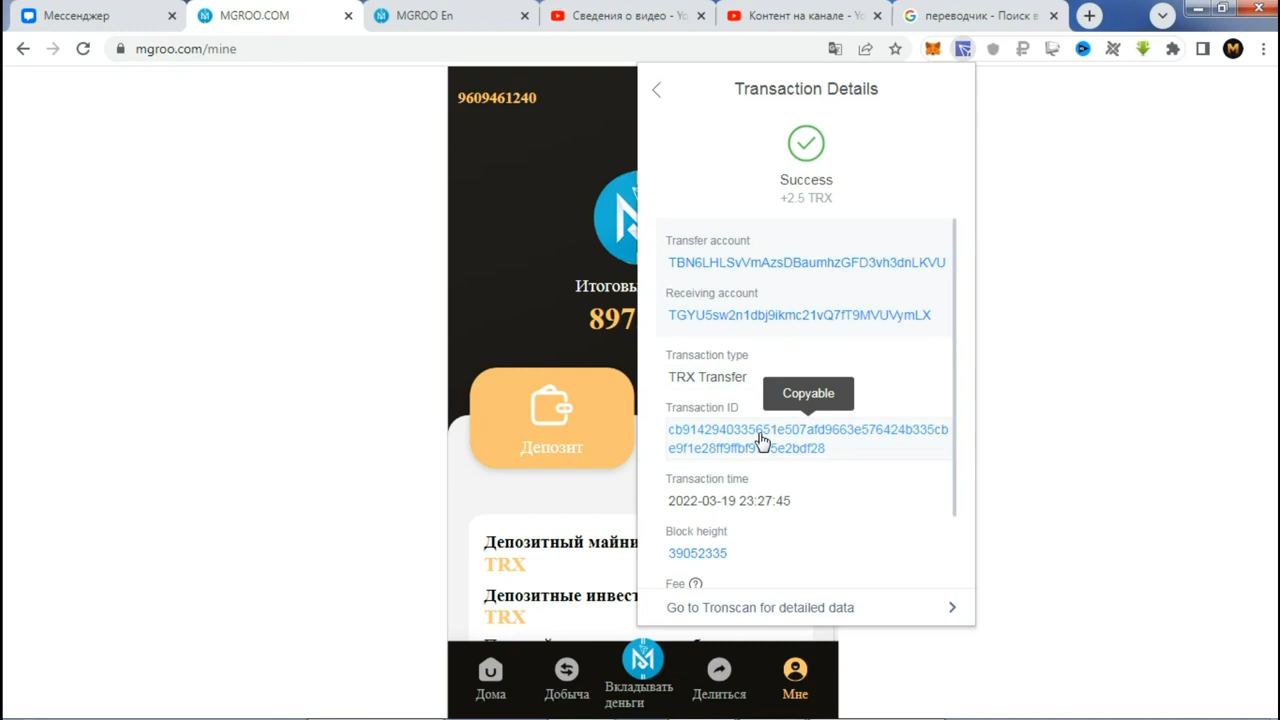 Мессенджер
MGROO.COM
MGROO En
Сведения о видео - Yo
Контент на канале - Yo
переводчик - Поиск в
mgroo.com/mine
9609461240
Итоговы
897
Депозит
Депозитный майни
TRX
Депозитные инвест
TRX
Transaction Details
Success
+2.5 TRX
Transfer account
TBN6LHLSvVmAzsDBaumhzGFD3vh3dnLKVU
Receiving account
TGYU5sw2n1dbj9ikmc21vQ7fT9MVUVymLX
Transaction type
TRX Transfer
Copyable
Transaction ID
cb9142940335651e507afd9663e576424b335cb
Transaction time
2022-03-19 23:27:45
Block height
39052335
Fee
Go to Tronscan for detailed data
Дома
Добыча
Вкладывать
деньги
Делиться
Мне